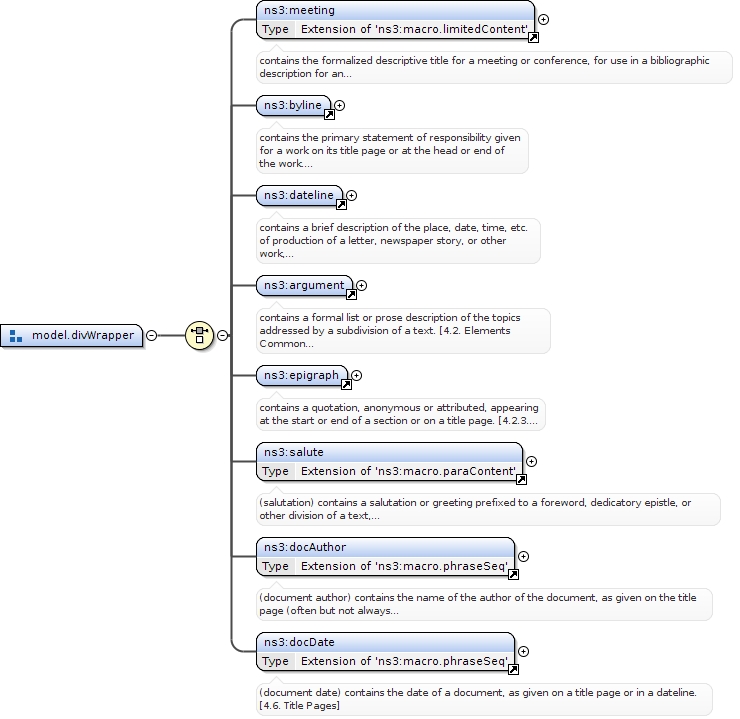 ns3:meeting
Type Extension of 'ns3:macro.limitedContent'
contains the formalized descriptive title for a meeting or conference, for use in a bibliographic
description for an...
ns3:byline
contains the primary statement of responsibility given
for a work on its title page or at the head or end of
the work....
ns3:dateline
contains a brief description of the place, date, time, etc.
of production of a letter, newspaper story, or other
work,...
ns3:argument
contains a formal list or prose description of the topics
addressed by a subdivision of a text. [4.2. Elements
Common...
model.divWrapper
ns3:epigraph
contains a quotation, anonymous or attributed, appearing
at the start or end of a section or on a title page. [4.2.3....
ns3:salute
Type Extension of 'ns3:macro.paraContent'
(salutation) contains a salutation or greeting prefixed to a foreword, dedicatory epistle, or
other division of a text,...
ns3:docAuthor
Type Extension of 'ns3:macro.phraseSeq'
(document author) contains the name of the author of the document, as given on the title
page (often but not always...
ns3:docDate
Type Extension of 'ns3:macro.phraseSeq'
(document date) contains the date of a document, as given on a title page or in a dateline.
[4.6. Title Pages]